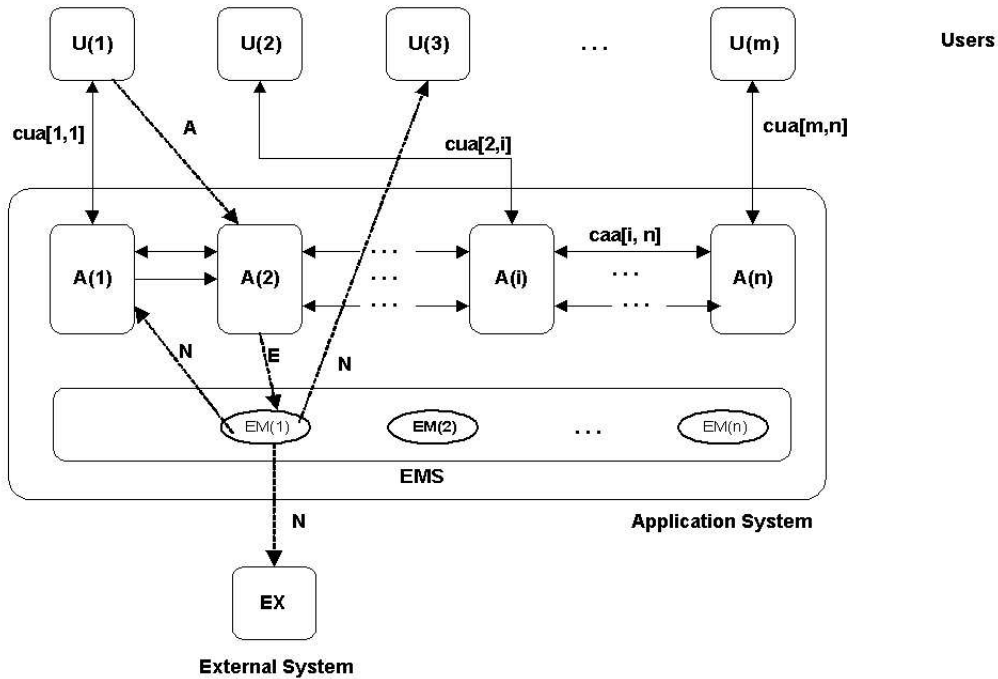 U(1) U(2) U(3) ... U(m) Users
A
cua[1,1] cua[2,i] cua[m,n]
caa[i, n]
...
A(1) A(2) ... A(i) ... A(n)
... ...
N E N
EM(1) EM(2) ... EM(n)
EMS
N
Application System
EX
External System